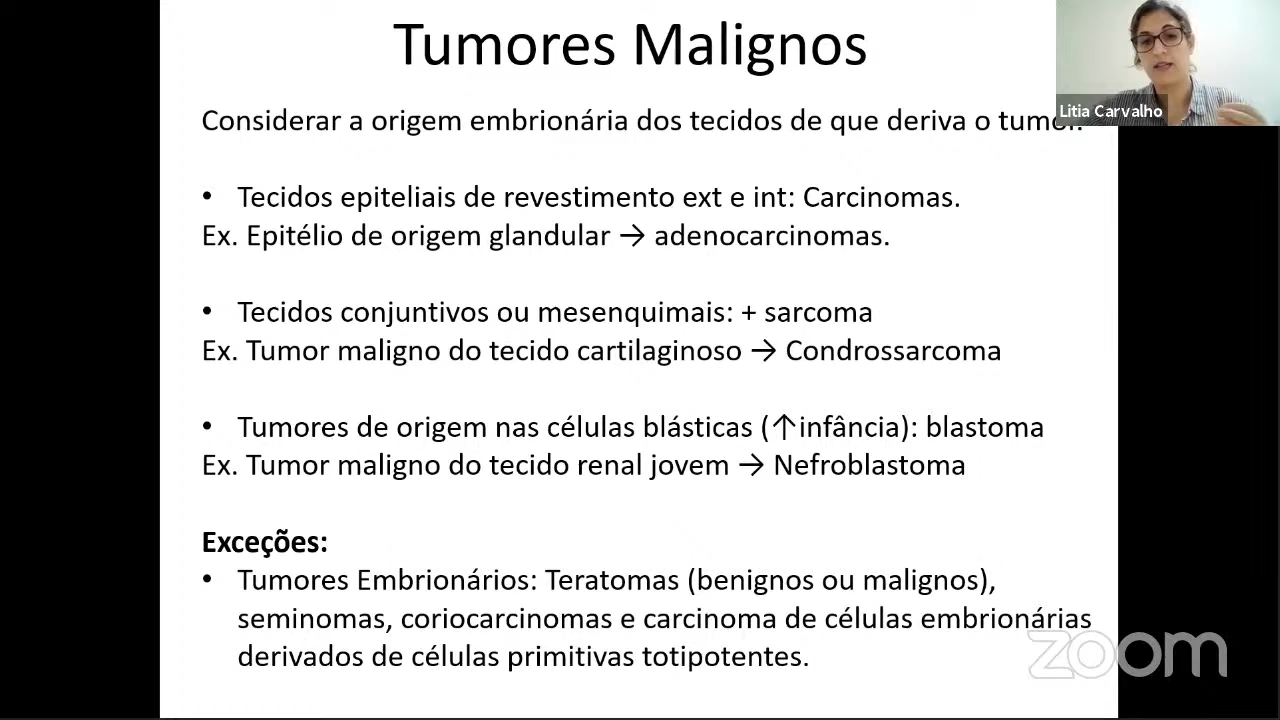 Tumores Malignos
Litia Carvalho
Considerar a origem embrionária dos tecidos de que deriva o tumor.
• Tecidos epiteliais de revestimento ext e int: Carcinomas.
Ex. Epitélio de origem glandular → adenocarcinomas.
• Tecidos conjuntivos ou mesenquimais: + sarcoma
Ex. Tumor maligno do tecido cartilaginoso → Condrossarcoma
• Tumores de origem nas células blásticas (↑infância): blastoma
Ex. Tumor maligno do tecido renal jovem → Nefroblastoma
Exceções:
• Tumores Embrionários: Teratomas (benignos ou malignos),
seminomas, coriocarcinomas e carcinoma de células embrionárias
derivados de células primitivas totipotentes.
zoom